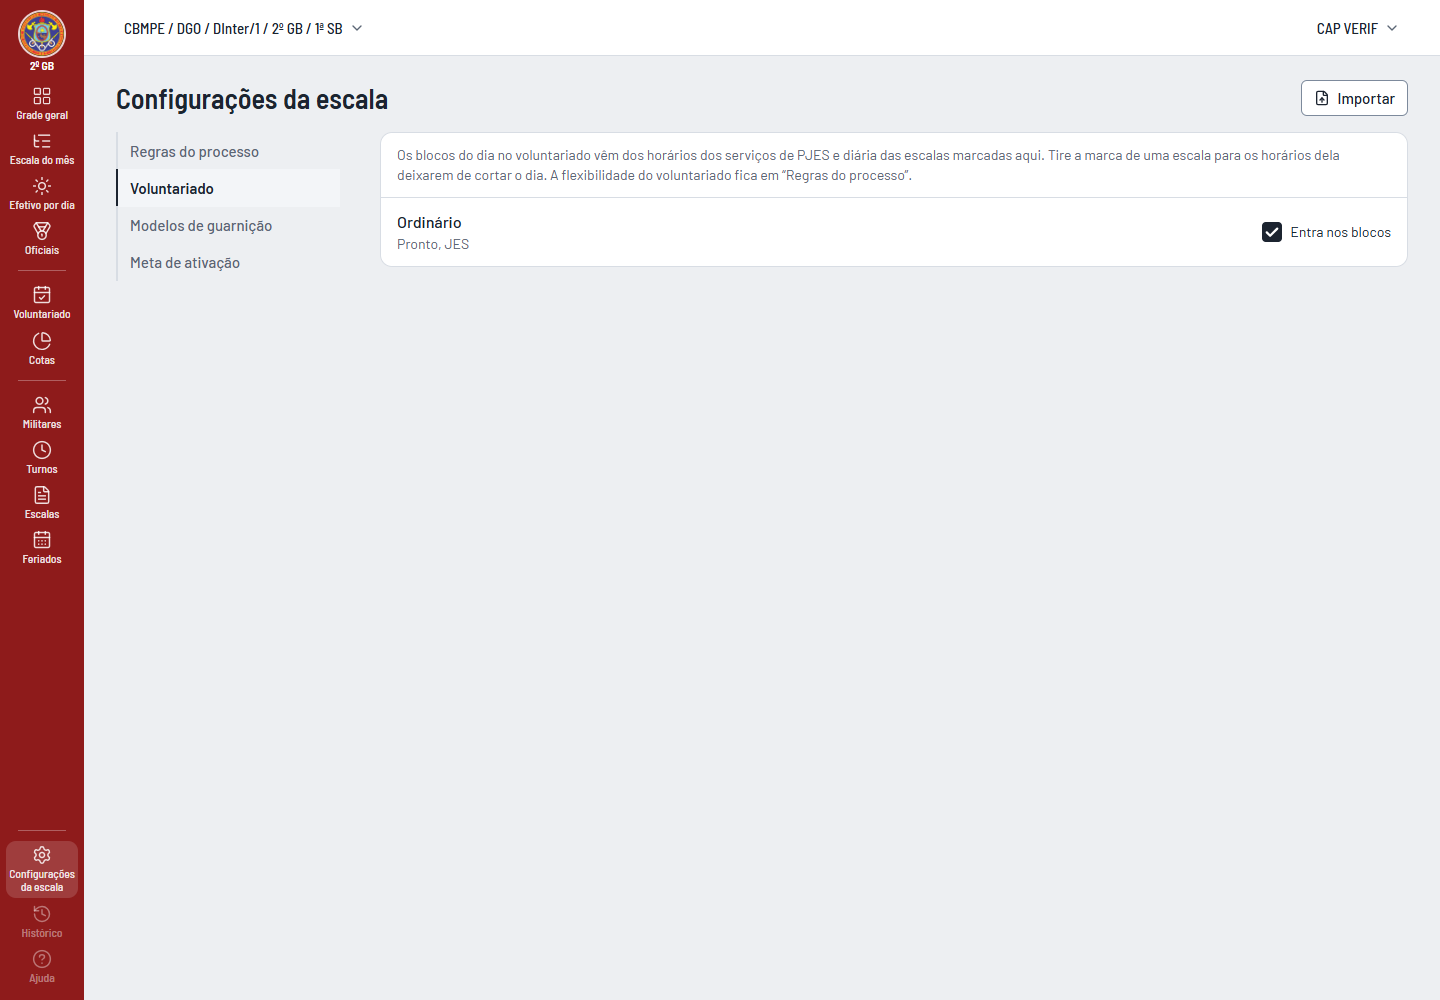 CBMPE / DGO / DInter/1 / 2º GB / 1ª SB
CAP VERIF
2º GB
Grade geral
Escala do mês
Efetivo por dia
Oficiais
Voluntariado
Cotas
Militares
Turnos
Escalas
Feriados
Configurações
da escala
Histórico
Ajuda
Configurações da escala
Importar
Regras do processo
Voluntariado
Modelos de guarnição
Meta de ativação
Os blocos do dia no voluntariado vêm dos horários dos serviços de PJES e diária das escalas marcadas aqui. Tire a marca de uma escala para os horários dela
deixarem de cortar o dia. A flexibilidade do voluntariado fica em “Regras do processo”.
Ordinário
Pronto, JES
Entra nos blocos